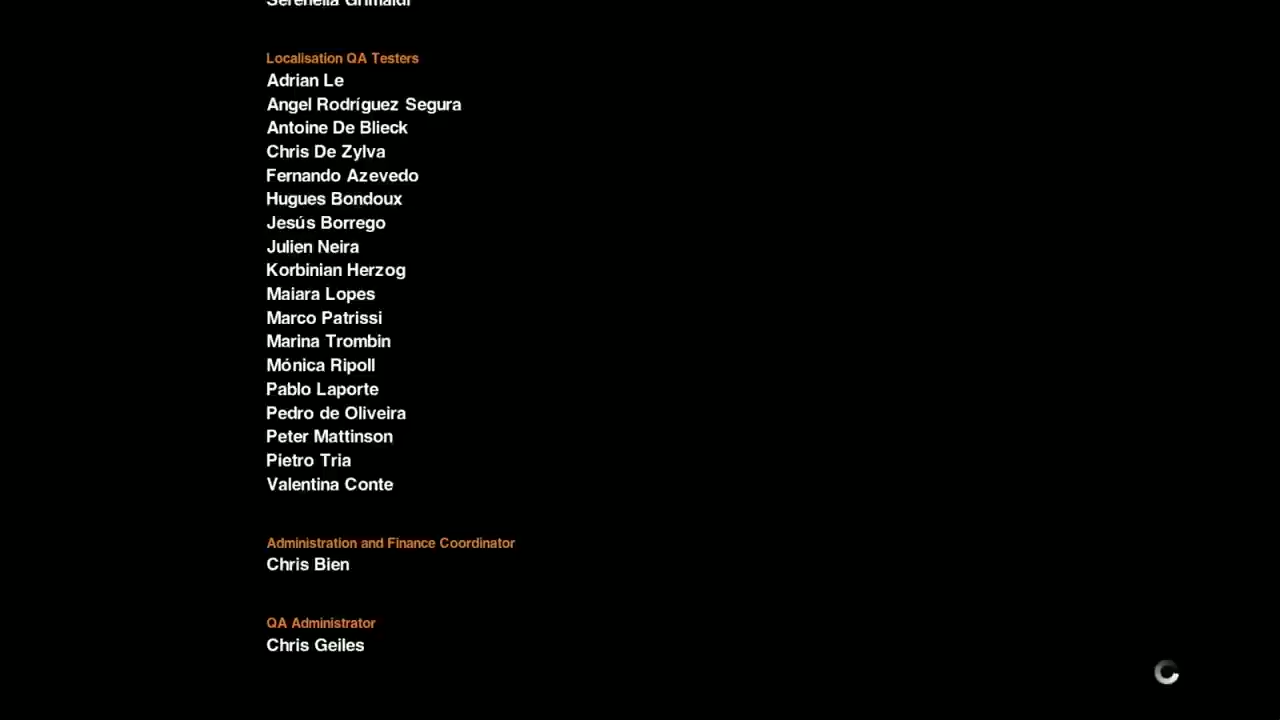 Serenella Grimaldi
Localisation QA Testers
Adrian Le
Angel Rodríguez Segura
Antoine De Blieck
Chris De Zylva
Fernando Azevedo
Hugues Bondoux
Jesús Borrego
Julien Neira
Korbinian Herzog
Maiara Lopes
Marco Patrissi
Marina Trombin
Mónica Ripoll
Pablo Laporte
Pedro de Oliveira
Peter Mattinson
Pietro Tria
Valentina Conte
Administration and Finance Coordinator
Chris Bien
QA Administrator
Chris Geiles